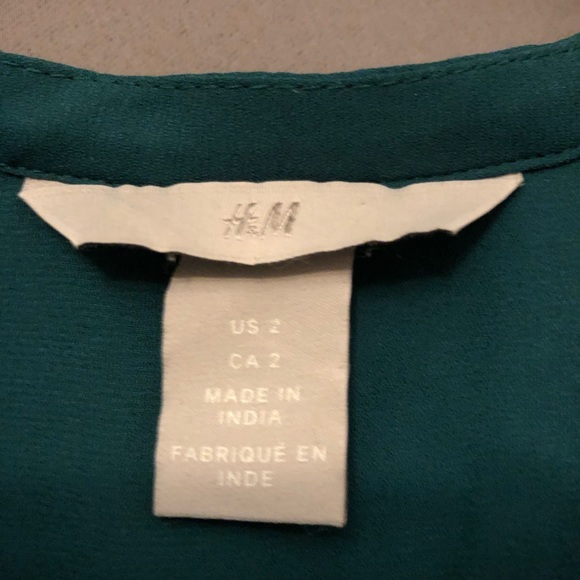 H&M
US 2
CA 2
MADE IN
INDIA
FABRIQUÉ EN
INDE